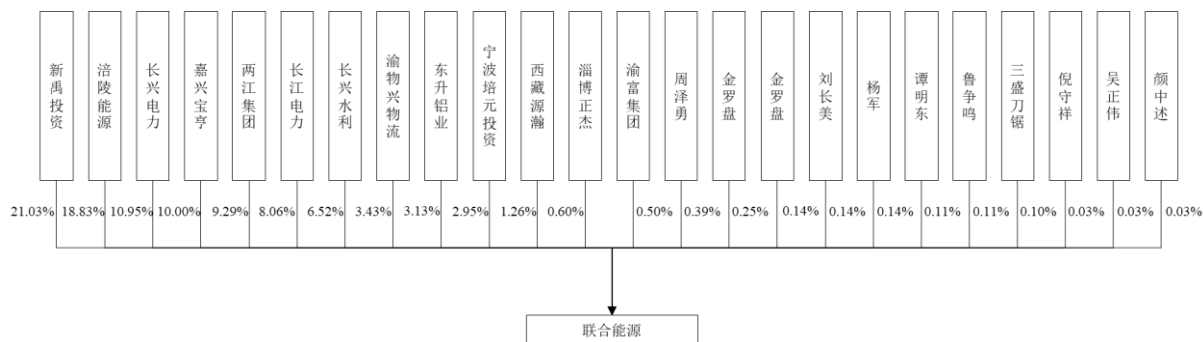 新禹投资
涪陵能源
长兴电力
嘉兴宝亨
两江集团
长江电力
长兴水利
渝物兴物流
东升铝业
宁波培元投资
西藏源瀚
淄博正杰
渝富集团
周泽勇
金罗盘
金罗盘
刘长美
杨军
谭明东
鲁争鸣
三盛刀锯
倪守祥
吴正伟
颜中述
21.03% 18.83% 10.95% 10.00% 9.29% 8.06% 6.52% 3.43% 3.13% 2.95% 1.26% 0.60% 0.50% 0.39% 0.25% 0.14% 0.14% 0.14% 0.11% 0.11% 0.10% 0.03% 0.03% 0.03%
联合能源